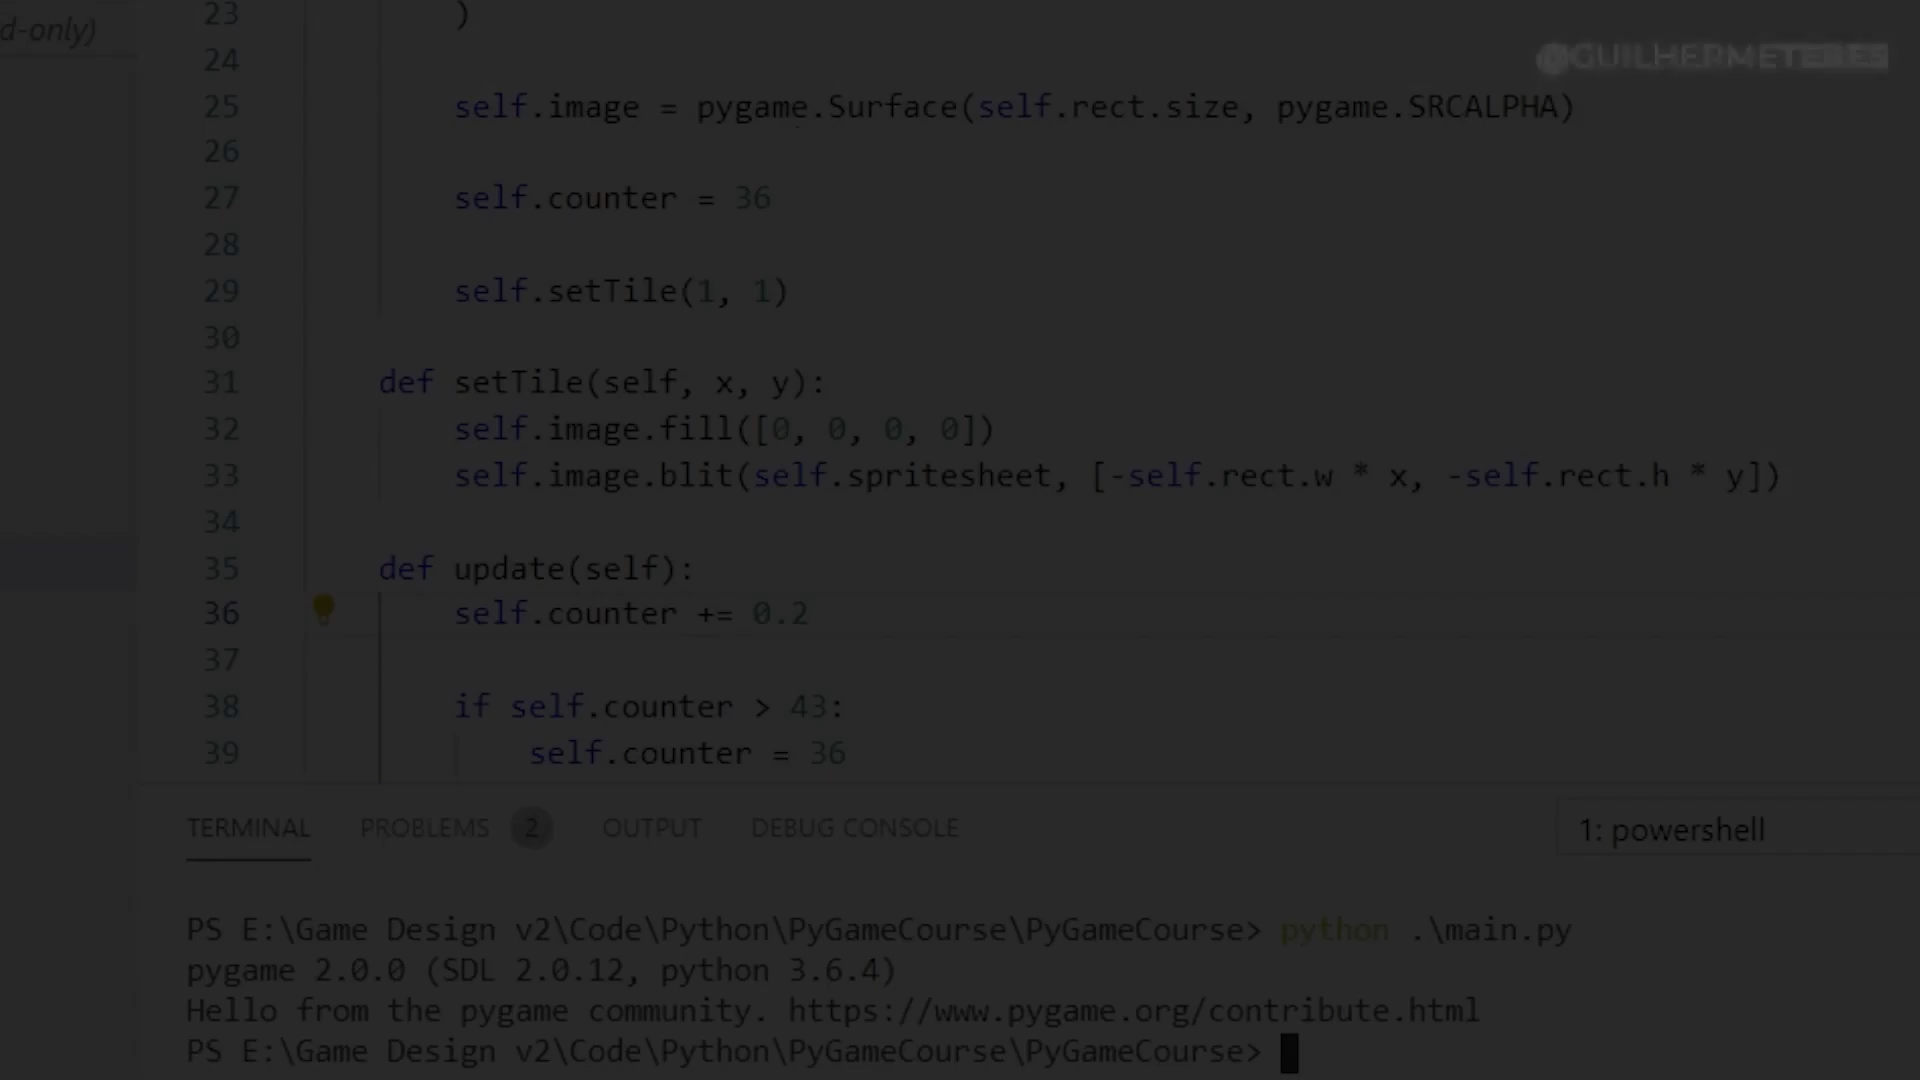 d-only)
@GUILHERMETERES
23 )
24
25 self.image = pygame.Surface(self.rect.size, pygame.SRCALPHA)
26
27 self.counter = 36
28
29 self.setTile(1, 1)
30
31 def setTile(self, x, y):
32 self.image.fill([0, 0, 0, 0])
33 self.image.blit(self.spritesheet, [-self.rect.w * x, -self.rect.h * y])
34
35 def update(self):
36 self.counter += 0.2
37
38 if self.counter > 43:
39 self.counter = 36
TERMINAL PROBLEMS 2 OUTPUT DEBUG CONSOLE 1: powershell
PS E:\Game Design v2\Code\Python\PyGameCourse\PyGameCourse> python .\main.py
pygame 2.0.0 (SDL 2.0.12, python 3.6.4)
Hello from the pygame community. https://www.pygame.org/contribute.html
PS E:\Game Design v2\Code\Python\PyGameCourse\PyGameCourse>